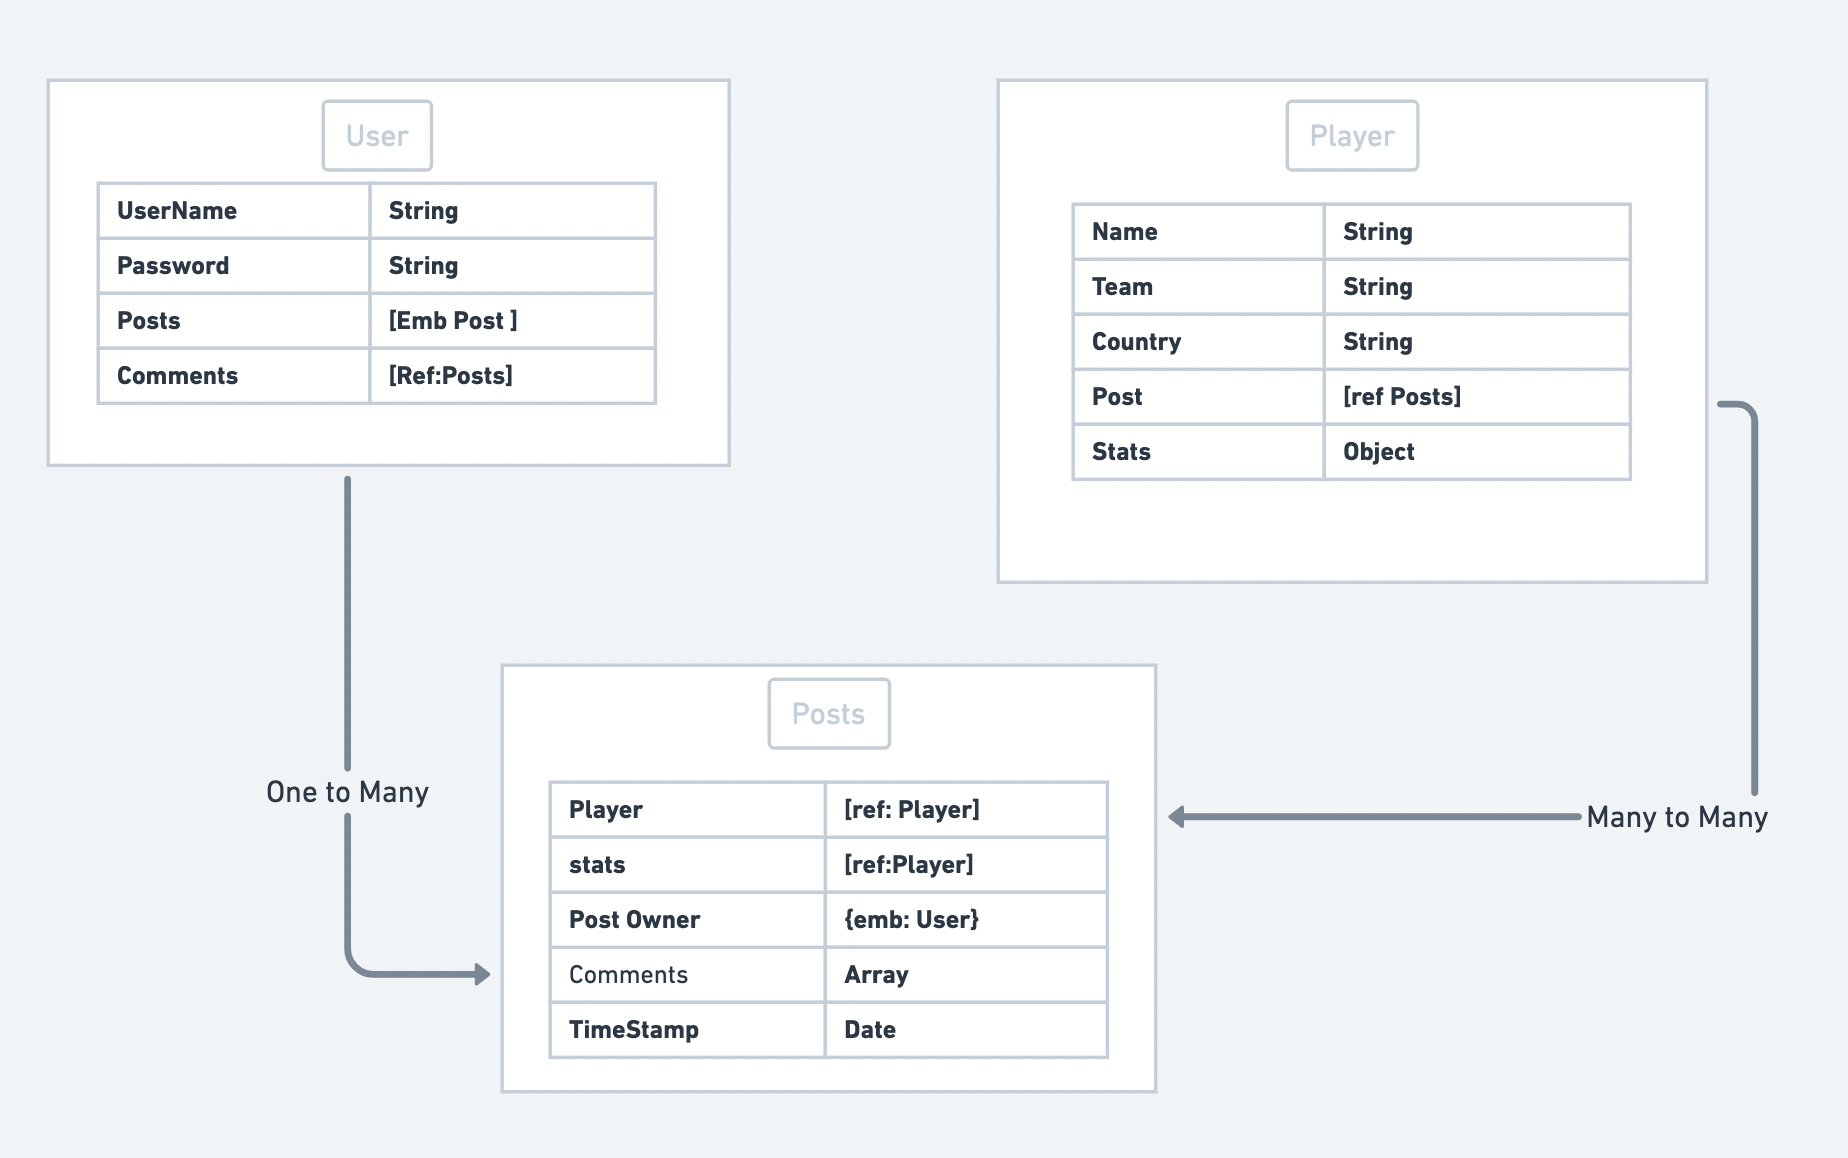 User
UserName String
Password String
Posts [Emb Post ]
Comments [Ref:Posts]
Player
Name String
Team String
Country String
Post [ref Posts]
Stats Object
One to Many
Many to Many
Posts
Player [ref: Player]
stats [ref:Player]
Post Owner {emb: User}
Comments Array
TimeStamp Date